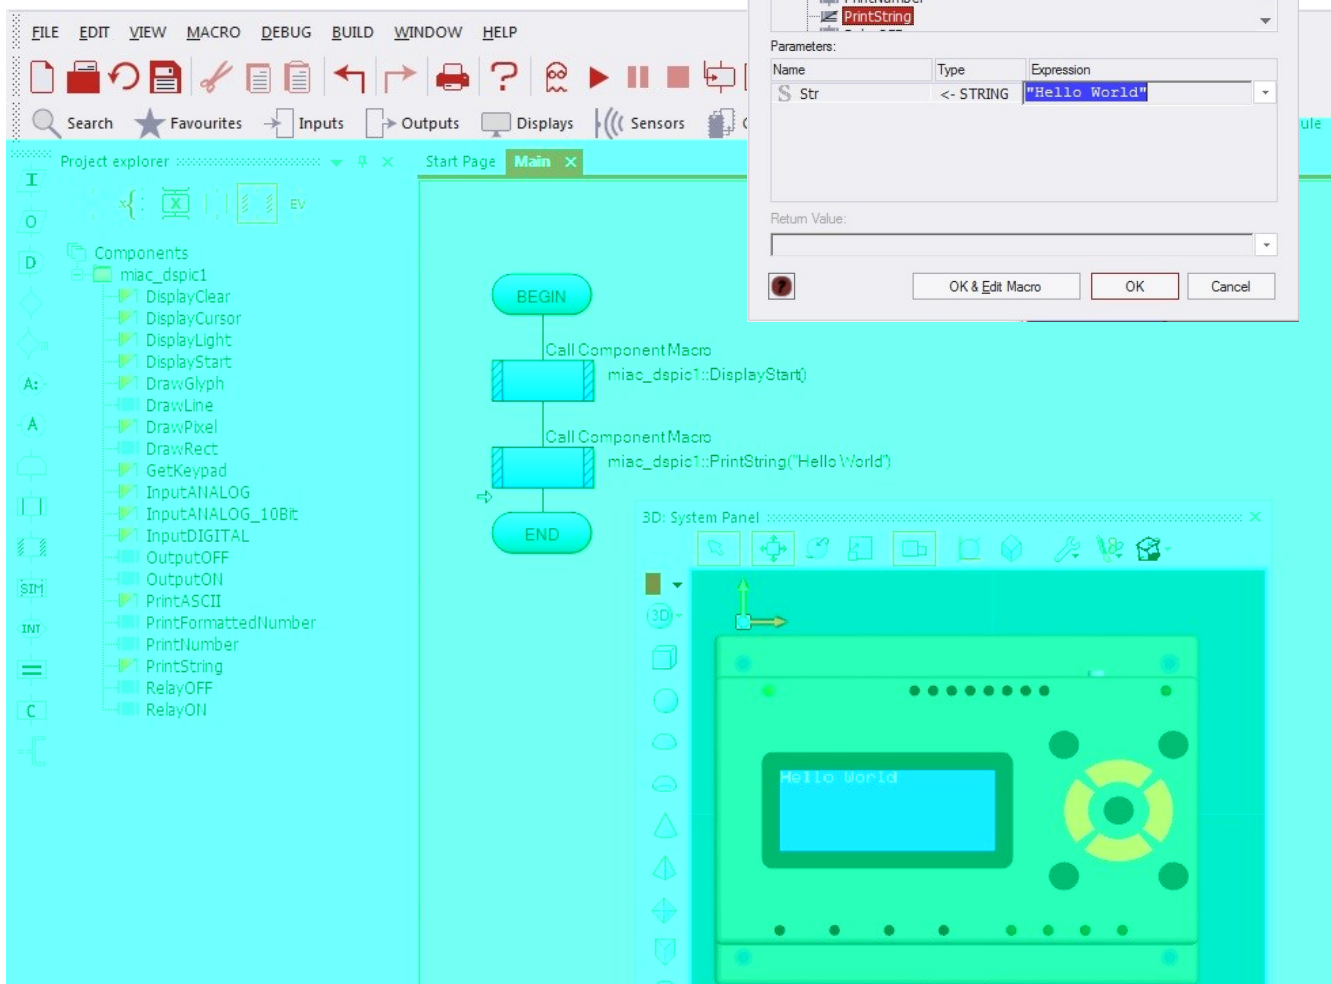 PrintString
Parameters:
Name Type Expression
Str <- STRING "Hello World"
Return Value:
OK & Edit Macro OK Cancel
FILE EDIT VIEW MACRO DEBUG BUILD WINDOW HELP
Search Favourites Inputs Outputs Displays Sensors
Project explorer
Start Page Main
EV
Components
miac_dspic1
DisplayClear
DisplayCursor
DisplayLight
DisplayStart
DrawGlyph
DrawLine
DrawPixel
DrawRect
GetKeypad
InputANALOG
InputANALOG_10Bit
InputDIGITAL
OutputOFF
OutputON
PrintASCII
PrintFormattedNumber
PrintNumber
PrintString
RelayOFF
RelayON
I
O
D
A:
A
SIM
INT
C
BEGIN
Call Component Macro
miac_dspic1::DisplayStart()
Call Component Macro
miac_dspic1::PrintString("Hello World")
END
3D: System Panel
3D
Hello World